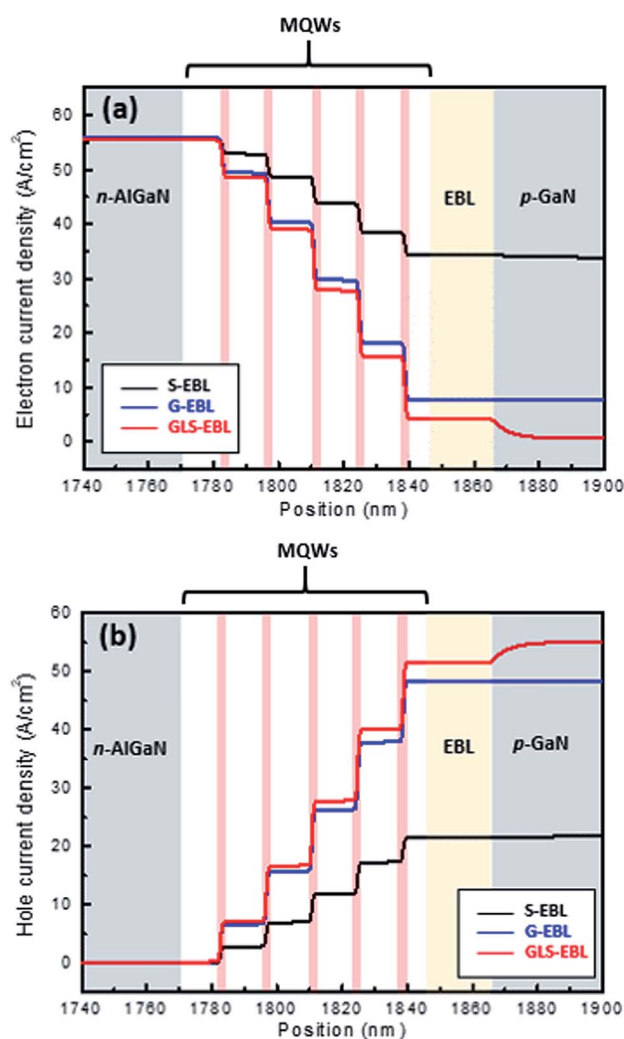 MQWs
(a)
60
50
40
30
20
10
0
Electron current density (A/cm²)
n-AlGaN
EBL
p-GaN
S-EBL
G-EBL
GLS-EBL
1740 1760 1780 1800 1820 1840 1860 1880 1900
Position (nm)
MQWs
(b)
60
50
40
30
20
10
0
Hole current density (A/cm²)
n-AlGaN
EBL
p-GaN
S-EBL
G-EBL
GLS-EBL
1740 1760 1780 1800 1820 1840 1860 1880 1900
Position (nm)